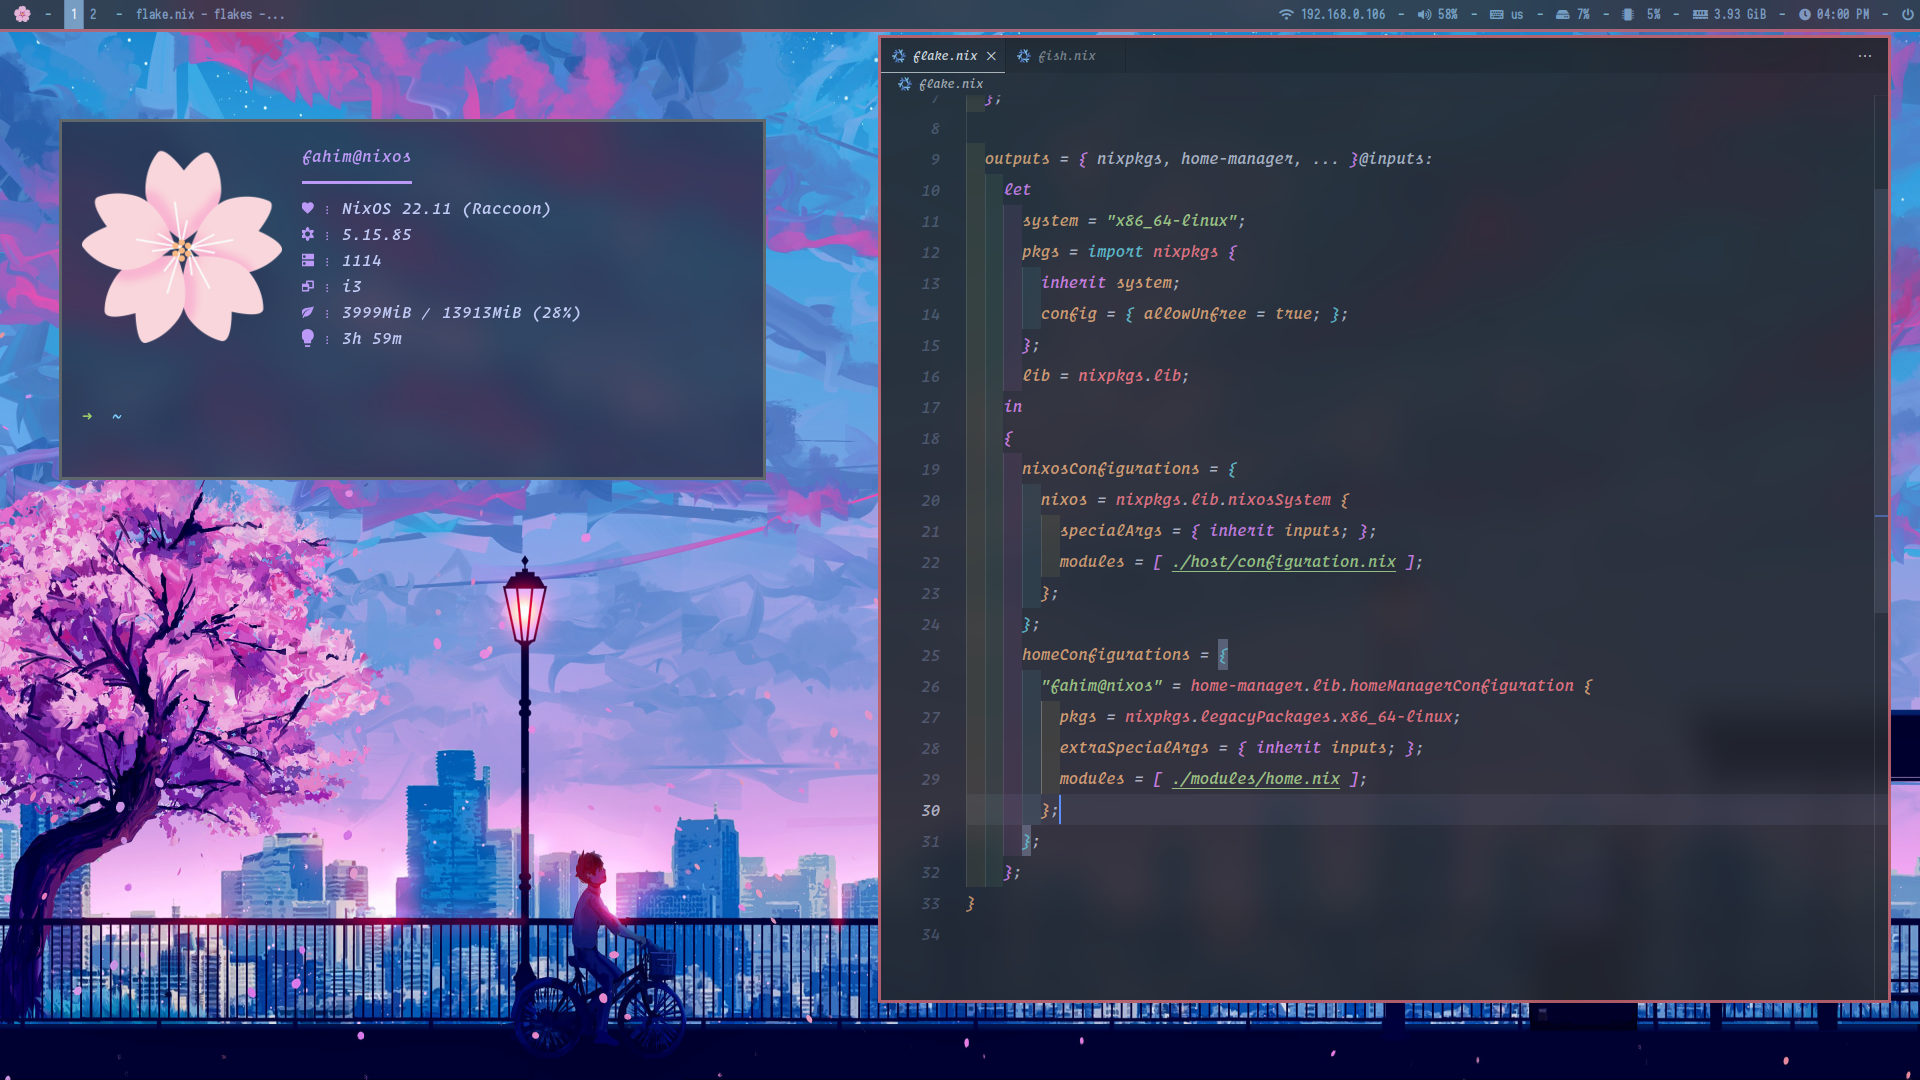 1 2 - flake.nix - flakes -...
192.168.0.106 - 58% - us - 7% - 5% - 3.93 GiB - 04:00 PM -
fahim@nixos
: NixOS 22.11 (Raccoon)
: 5.15.85
: 1114
: i3
: 3999MiB / 13913MiB (28%)
: 3h 59m
➜ ~
flake.nix × fish.nix ...
flake.nix
7 };
8
9 outputs = { nixpkgs, home-manager, ... }@inputs:
10 let
11 system = "x86_64-linux";
12 pkgs = import nixpkgs {
13 inherit system;
14 config = { allowUnfree = true; };
15 };
16 lib = nixpkgs.lib;
17 in
18 {
19 nixosConfigurations = {
20 nixos = nixpkgs.lib.nixosSystem {
21 specialArgs = { inherit inputs; };
22 modules = [ ./host/configuration.nix ];
23 };
24 };
25 homeConfigurations = {
26 "fahim@nixos" = home-manager.lib.homeManagerConfiguration {
27 pkgs = nixpkgs.legacyPackages.x86_64-linux;
28 extraSpecialArgs = { inherit inputs; };
29 modules = [ ./modules/home.nix ];
30 };
31 };
32 };
33 }
34